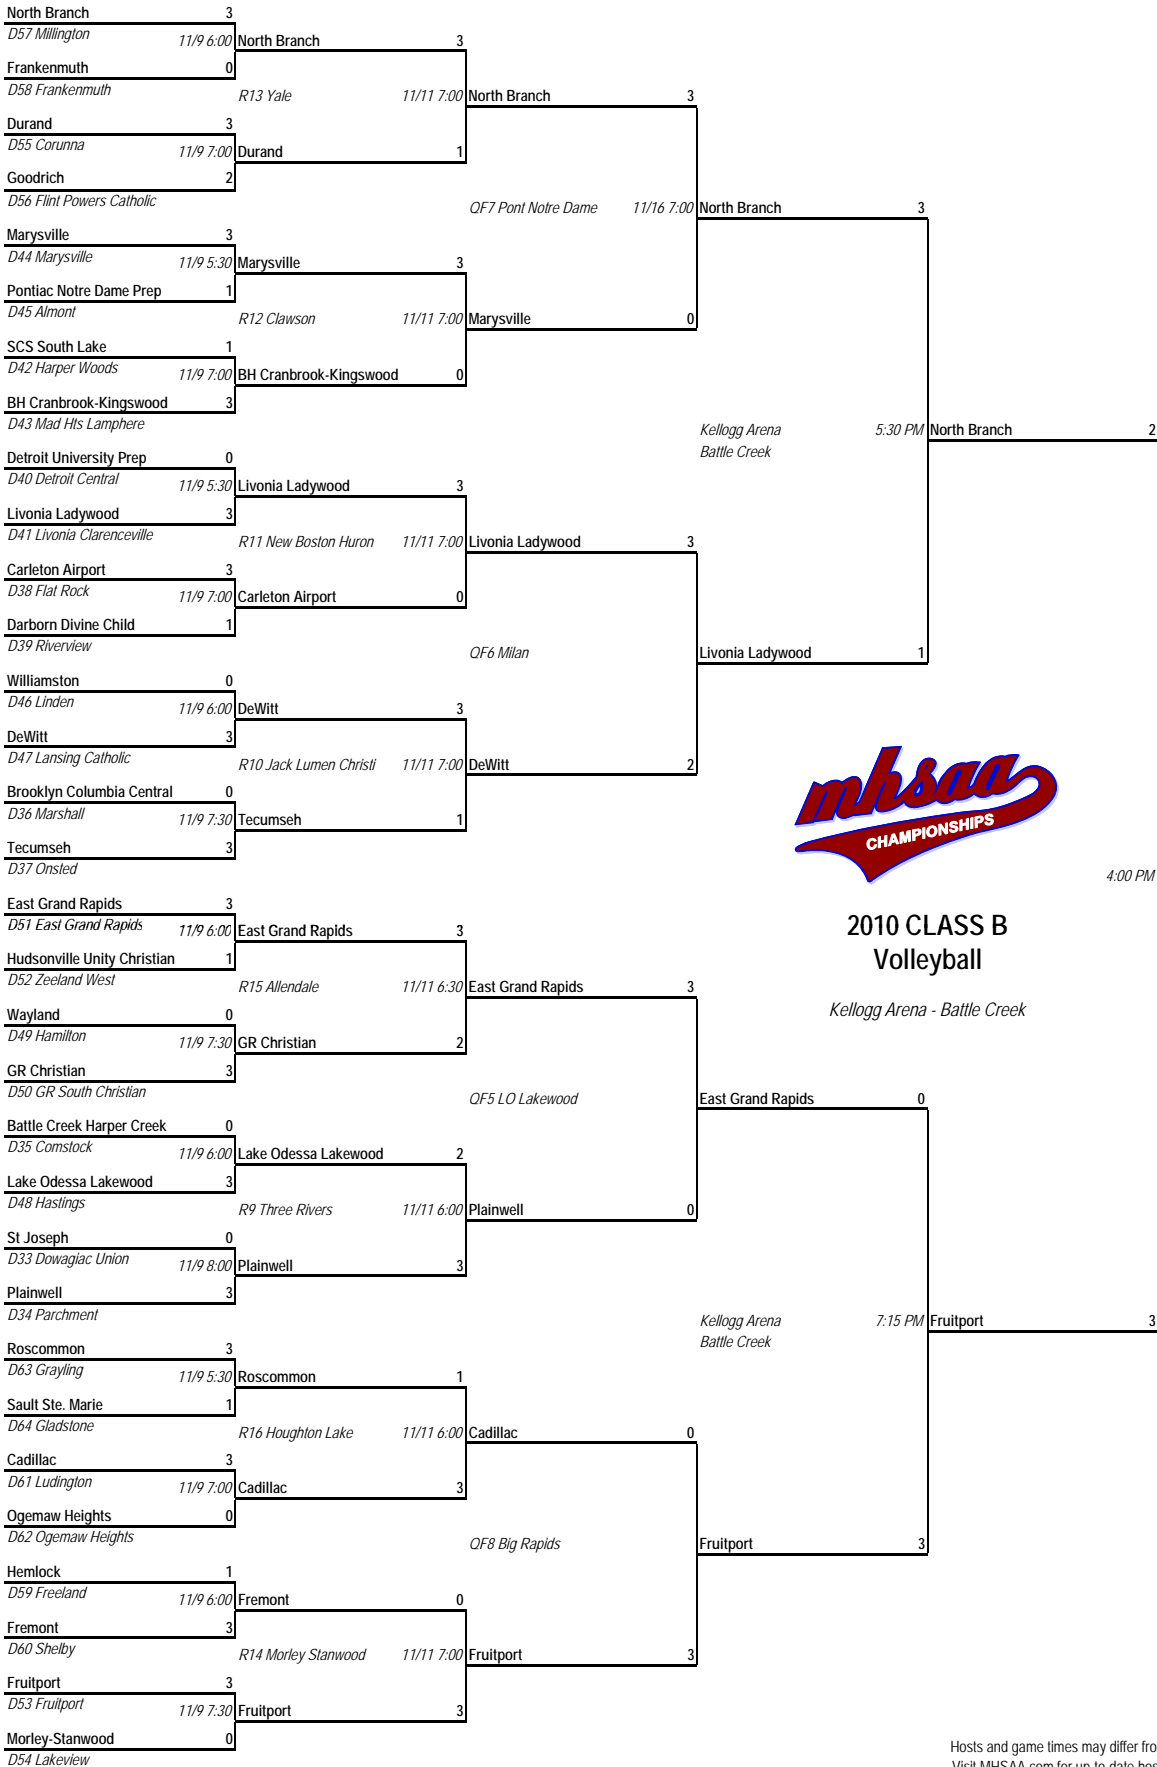 North Branch 3
D57 Millington
11/9 6:00 North Branch 3
Frankenmuth 0
D58 Frankenmuth
R13 Yale 11/11 7:00 North Branch 3
Durand 3
D55 Corunna
11/9 7:00 Durand 1
Goodrich 2
D56 Flint Powers Catholic
QF7 Pont Notre Dame 11/16 7:00 North Branch 3
Marysville 3
D44 Marysville
11/9 5:30 Marysville 3
Pontiac Notre Dame Prep 1
D45 Almont
R12 Clawson 11/11 7:00 Marysville 0
SCS South Lake 1
D42 Harper Woods
11/9 7:00 BH Cranbrook-Kingswood 0
BH Cranbrook-Kingswood 3
D43 Mad Hts Lamphere
Kellogg Arena 5:30 PM North Branch 2
Battle Creek
Detroit University Prep 0
D40 Detroit Central
11/9 5:30 Livonia Ladywood 3
Livonia Ladywood 3
D41 Livonia Clarenceville
R11 New Boston Huron 11/11 7:00 Livonia Ladywood 3
Carleton Airport 3
D38 Flat Rock
11/9 7:00 Carleton Airport 0
Darborn Divine Child 1
D39 Riverview
QF6 Milan Livonia Ladywood 1
Williamston 0
D46 Linden
11/9 6:00 DeWitt 3
DeWitt 3
D47 Lansing Catholic
R10 Jack Lumen Christi 11/11 7:00 DeWitt 2
Brooklyn Columbia Central 0
D36 Marshall
11/9 7:30 Tecumseh 1
Tecumseh 3
D37 Onsted
mhsaa
CHAMPIONSHIPS
4:00 PM
2010 CLASS B
Volleyball
Kellogg Arena - Battle Creek
East Grand Rapids 3
D51 East Grand Rapids
11/9 6:00 East Grand Rapids 3
Hudsonville Unity Christian 1
D52 Zeeland West
R15 Allendale 11/11 6:30 East Grand Rapids 3
Wayland 0
D49 Hamilton
11/9 7:30 GR Christian 2
GR Christian 3
D50 GR South Christian
QF5 LO Lakewood East Grand Rapids 0
Battle Creek Harper Creek 0
D35 Comstock
11/9 6:00 Lake Odessa Lakewood 2
Lake Odessa Lakewood 3
D48 Hastings
R9 Three Rivers 11/11 6:00 Plainwell 0
St Joseph 0
D33 Dowagiac Union
11/9 8:00 Plainwell 3
Plainwell 3
D34 Parchment
Kellogg Arena 7:15 PM Fruitport 3
Battle Creek
Roscommon 3
D63 Grayling
11/9 5:30 Roscommon 1
Sault Ste. Marie 1
D64 Gladstone
R16 Houghton Lake 11/11 6:00 Cadillac 0
Cadillac 3
D61 Ludington
11/9 7:00 Cadillac 3
Ogemaw Heights 0
D62 Ogemaw Heights
QF8 Big Rapids Fruitport 3
Hemlock 1
D59 Freeland
11/9 6:00 Fremont 0
Fremont 3
D60 Shelby
R14 Morley Stanwood 11/11 7:00 Fruitport 3
Fruitport 3
D53 Fruitport
11/9 7:30 Fruitport 3
Morley-Stanwood 0
D54 Lakeview
Hosts and game times may differ fro
Visit MHSAA.com for up to date hos